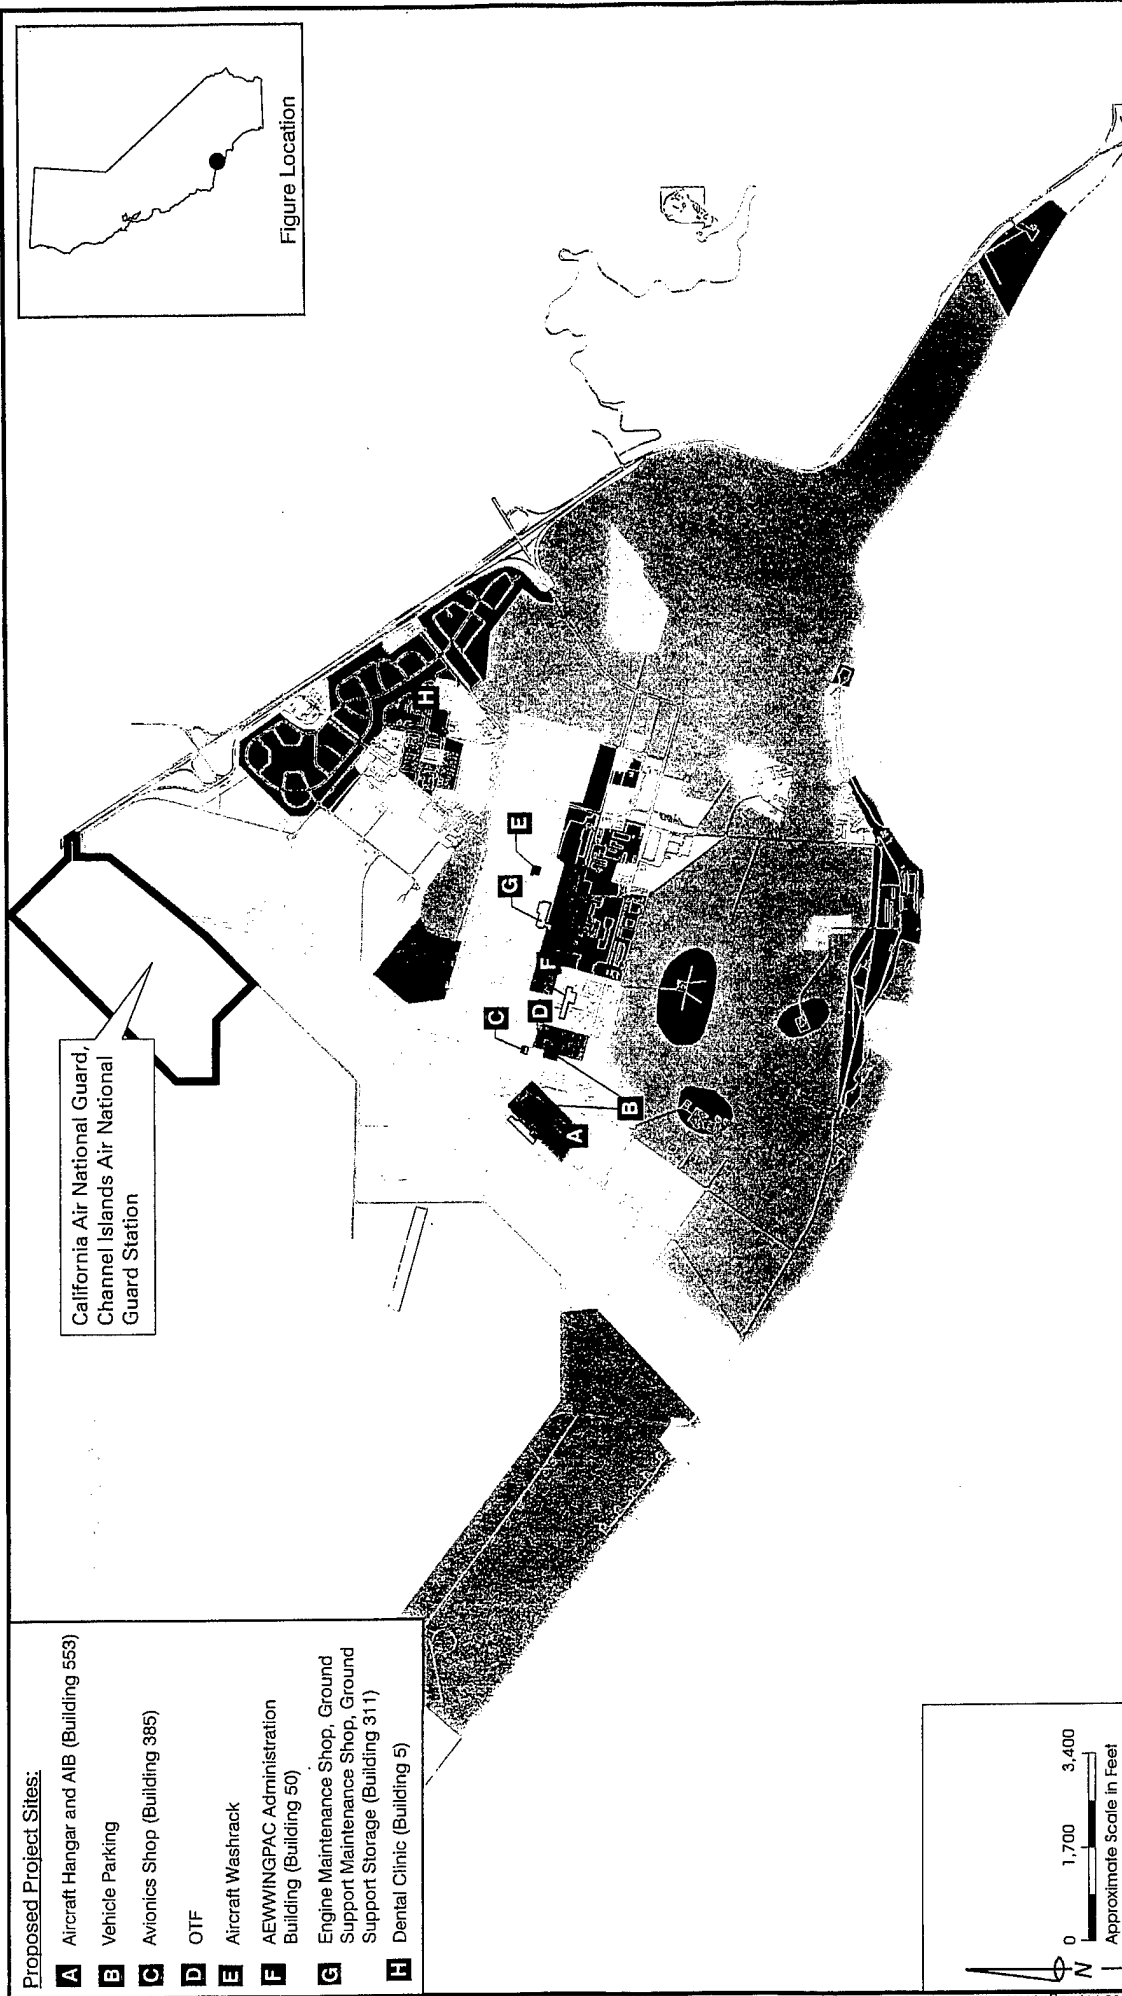 Proposed Project Sites:
A Aircraft Hangar and AIB (Building 553)
B Vehicle Parking
C Avionics Shop (Building 385)
D OTF
E Aircraft Washrack
F AEWWINGPAC Administration
Building (Building 50)
G Engine Maintenance Shop, Ground
Support Maintenance Shop, Ground
Support Storage (Building 311)
H Dental Clinic (Building 5)
California Air National Guard,
Channel Islands Air National
Guard Station
Figure Location
A
B
C
D
F
G
E
H
N
0 1,700 3,400
Approximate Scale in Feet